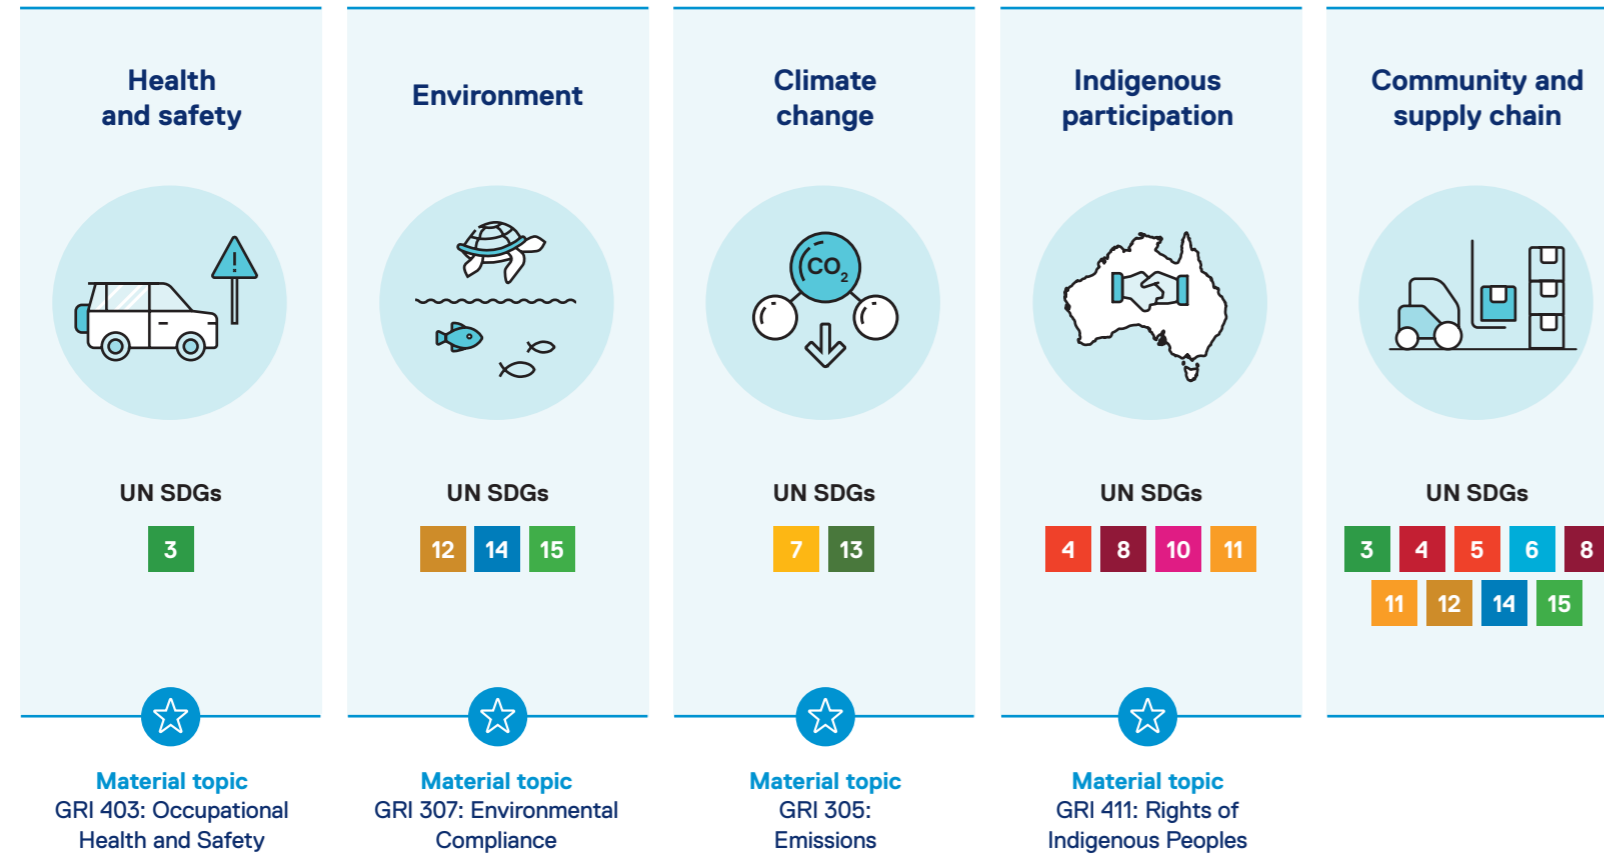 Health
and safety
!
UN SDGs
3
Material topic
GRI 403: Occupational
Health and Safety
Environment
UN SDGs
12 14 15
Material topic
GRI 307: Environmental
Compliance
Climate
change
CO2
UN SDGs
7 13
Material topic
GRI 305:
Emissions
Indigenous
participation
UN SDGs
4 8 10 11
Material topic
GRI 411: Rights of
Indigenous Peoples
Community and
supply chain
UN SDGs
3 4 5 6 8
11 12 14 15